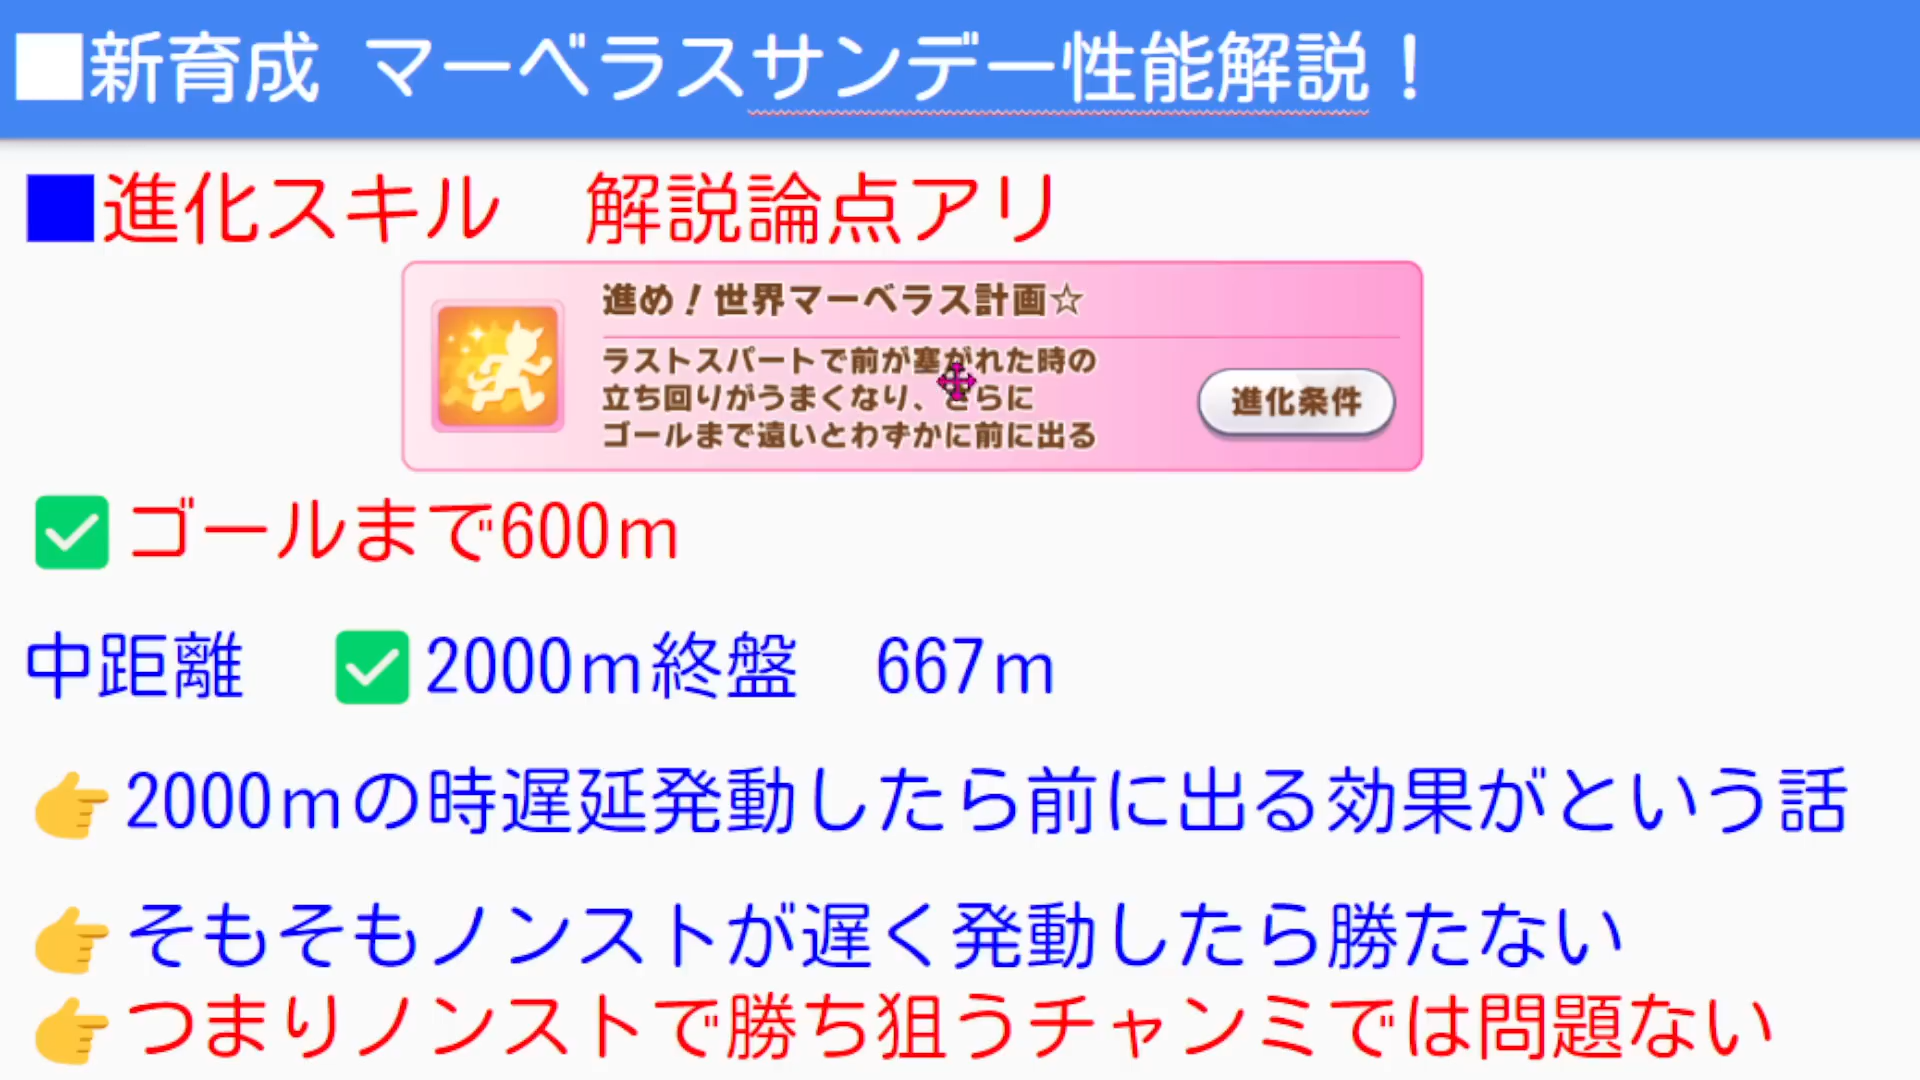 ■新育成 マーベラスサンデー性能解説！
■進化スキル　解説論点アリ
進め！世界マーベラス計画☆
ラストスパートで前が塞がれた時の
立ち回りがうまくなり、さらに
ゴールまで遠いとわずかに前に出る
進化条件
✅ゴールまで600m
中距離　✅2000m終盤　667m
👉2000mの時遅延発動したら前に出る効果がという話
👉そもそもノンストが遅く発動したら勝たない
👉つまりノンストで勝ち狙うチャンミでは問題ない